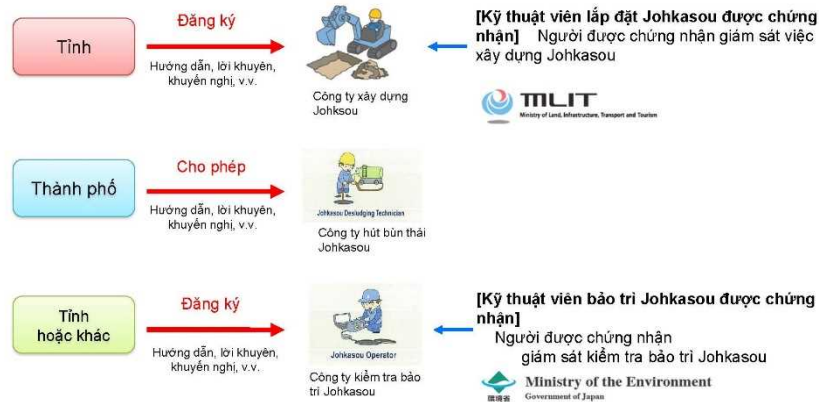 Tỉnh
Đăng ký
Hướng dẫn, lời khuyên,
khuyến nghị, v.v.
Công ty xây dựng
Johksou
[Kỹ thuật viên lắp đặt Johkasou được chứng
nhận] Người được chứng nhận giám sát việc
xây dựng Johkasou
MLIT
Ministry of Land, Infrastructure, Transport and Tourism
Thành phố
Cho phép
Hướng dẫn, lời khuyên,
khuyến nghị, v.v.
Johkasou Desludging Technician
Công ty hút bùn thải
Johkasou
Tỉnh
hoặc khác
Đăng ký
Hướng dẫn, lời khuyên,
khuyến nghị, v.v.
Johkasou Operator
Công ty kiểm tra bảo
trì Johkasou
[Kỹ thuật viên bảo trì Johkasou được chứng
nhận]
Người được chứng nhận
giám sát kiểm tra bảo trì Johkasou
環境省
Ministry of the Environment
Government of Japan